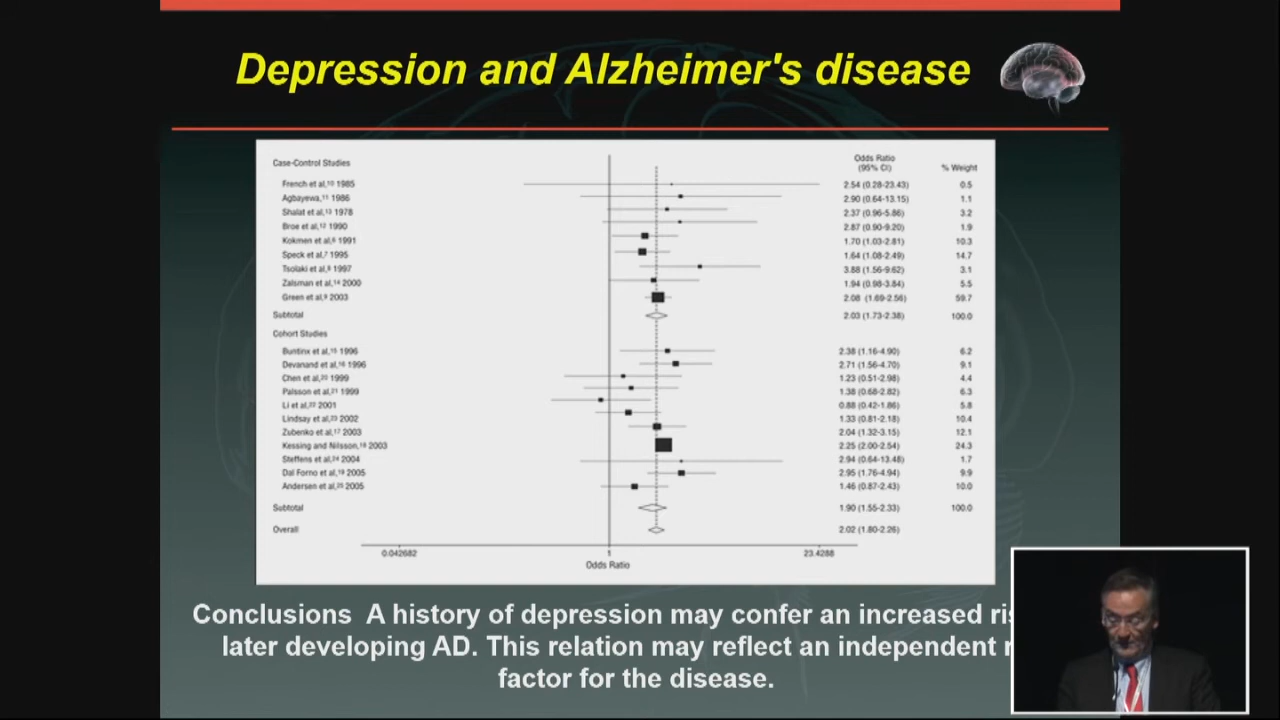 Depression and Alzheimer's disease
Case-Control Studies Odds Ratio (95% CI) % Weight
French et al,10 1985 2.54 (0.28-23.43) 0.5
Agbayewa,11 1986 2.90 (0.64-13.15) 1.1
Shalat et al,13 1978 2.37 (0.96-5.86) 3.2
Broe et al,12 1990 2.87 (0.90-9.20) 1.9
Kokmen et al,6 1991 1.70 (1.03-2.81) 10.3
Speck et al,7 1995 1.64 (1.08-2.49) 14.7
Tsolaki et al,8 1997 3.88 (1.56-9.62) 3.1
Zalsman et al,14 2000 1.94 (0.98-3.84) 5.5
Green et al,9 2003 2.08 (1.69-2.56) 59.7
Subtotal 2.03 (1.73-2.38) 100.0
Cohort Studies
Buntinx et al,15 1996 2.38 (1.16-4.90) 6.2
Devanand et al,16 1996 2.71 (1.56-4.70) 9.1
Chen et al,20 1999 1.23 (0.51-2.98) 4.4
Palsson et al,21 1999 1.38 (0.68-2.82) 6.3
Li et al,22 2001 0.88 (0.42-1.86) 5.8
Lindsay et al,23 2002 1.33 (0.81-2.18) 10.4
Zubenko et al,17 2003 2.04 (1.32-3.15) 12.1
Kessing and Nilsson,18 2003 2.25 (2.00-2.54) 24.3
Steffens et al,24 2004 2.94 (0.64-13.48) 1.7
Dal Forno et al,19 2005 2.95 (1.76-4.94) 9.9
Andersen et al,25 2005 1.46 (0.87-2.43) 10.0
Subtotal 1.90 (1.55-2.33) 100.0
Overall 2.02 (1.80-2.26)
0.042682 1 23.4288
Odds Ratio
Conclusions A history of depression may confer an increased
later developing AD. This relation may reflect an independent
factor for the disease.